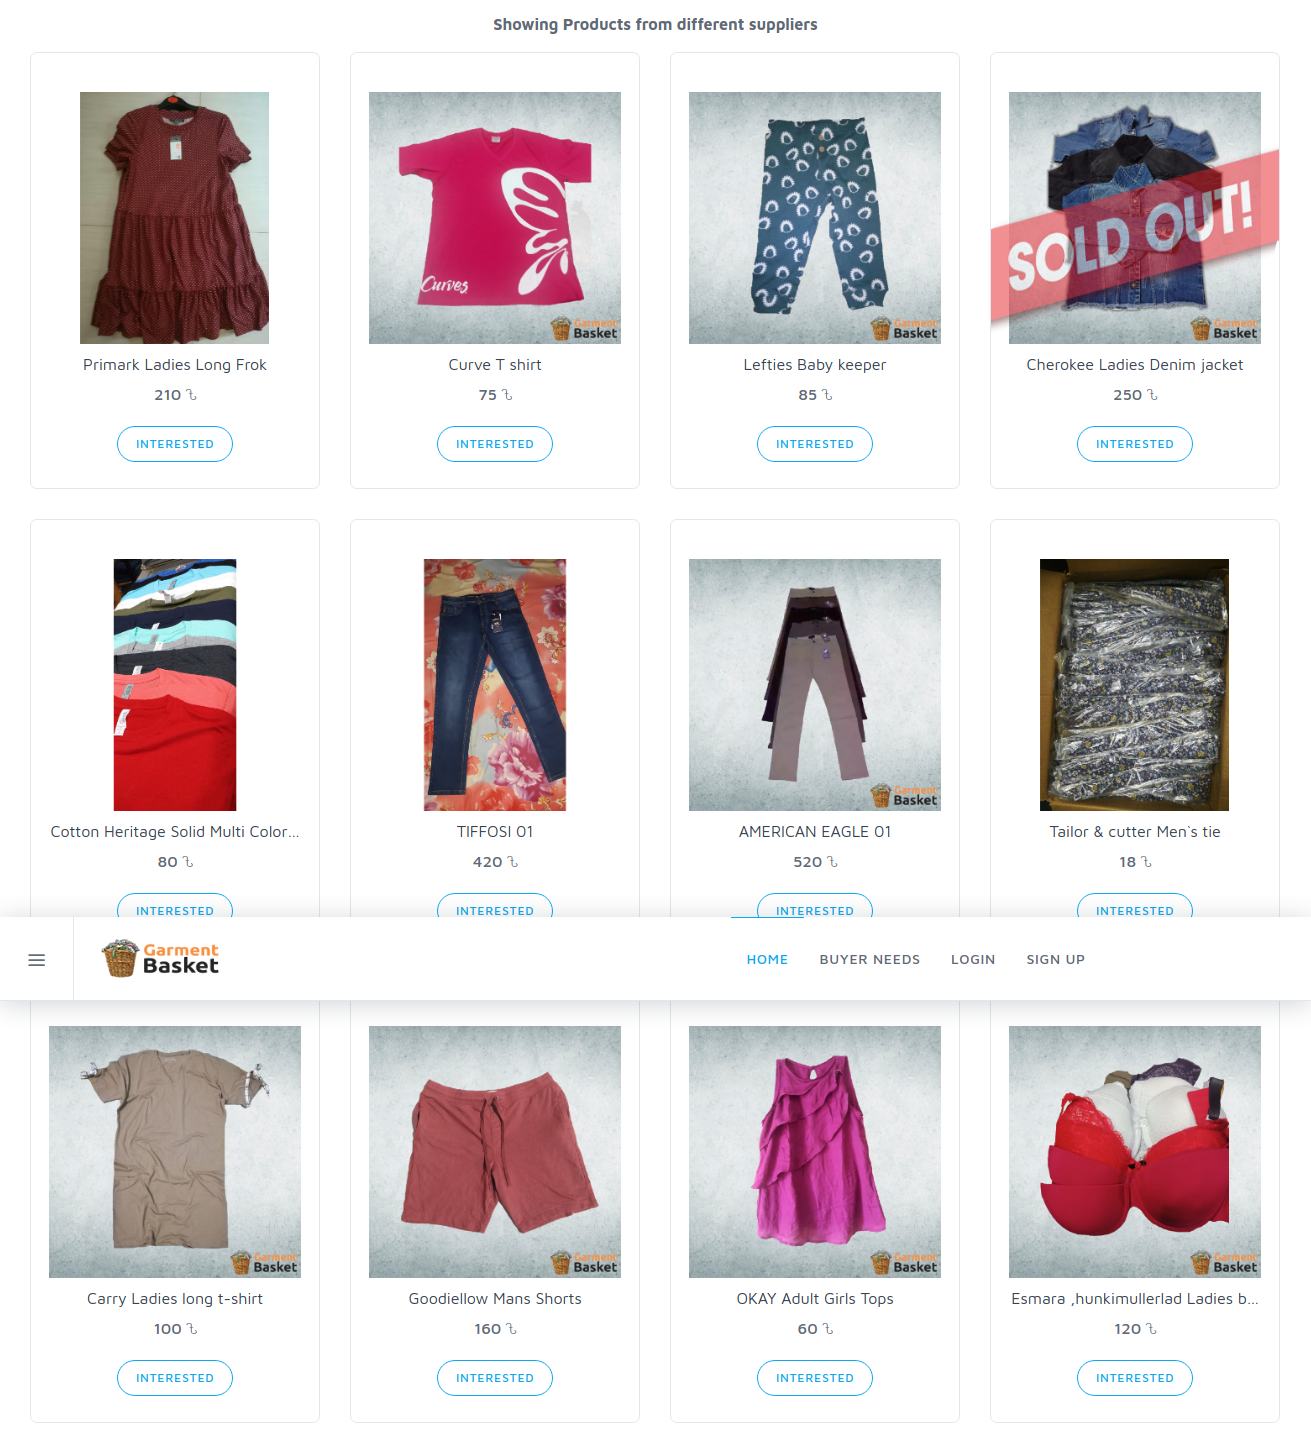 Showing Products from different suppliers
Curves
Garment
Basket
Garment
Basket
SOLD OUT!
Garment
Basket
Primark Ladies Long Frok
Curve T shirt
Lefties Baby keeper
Cherokee Ladies Denim jacket
210 ৳
75 ৳
85 ৳
250 ৳
INTERESTED
INTERESTED
INTERESTED
INTERESTED
Garment
Basket
Cotton Heritage Solid Multi Color...
TIFFOSI 01
AMERICAN EAGLE 01
Tailor & cutter Men`s tie
80 ৳
420 ৳
520 ৳
18 ৳
INTERESTED
INTERESTED
INTERESTED
INTERESTED
Garment
Basket
HOME
BUYER NEEDS
LOGIN
SIGN UP
Garment
Basket
Garment
Basket
Garment
Basket
Garment
Basket
Carry Ladies long t-shirt
Goodiellow Mans Shorts
OKAY Adult Girls Tops
Esmara ,hunkimullerlad Ladies b...
100 ৳
160 ৳
60 ৳
120 ৳
INTERESTED
INTERESTED
INTERESTED
INTERESTED